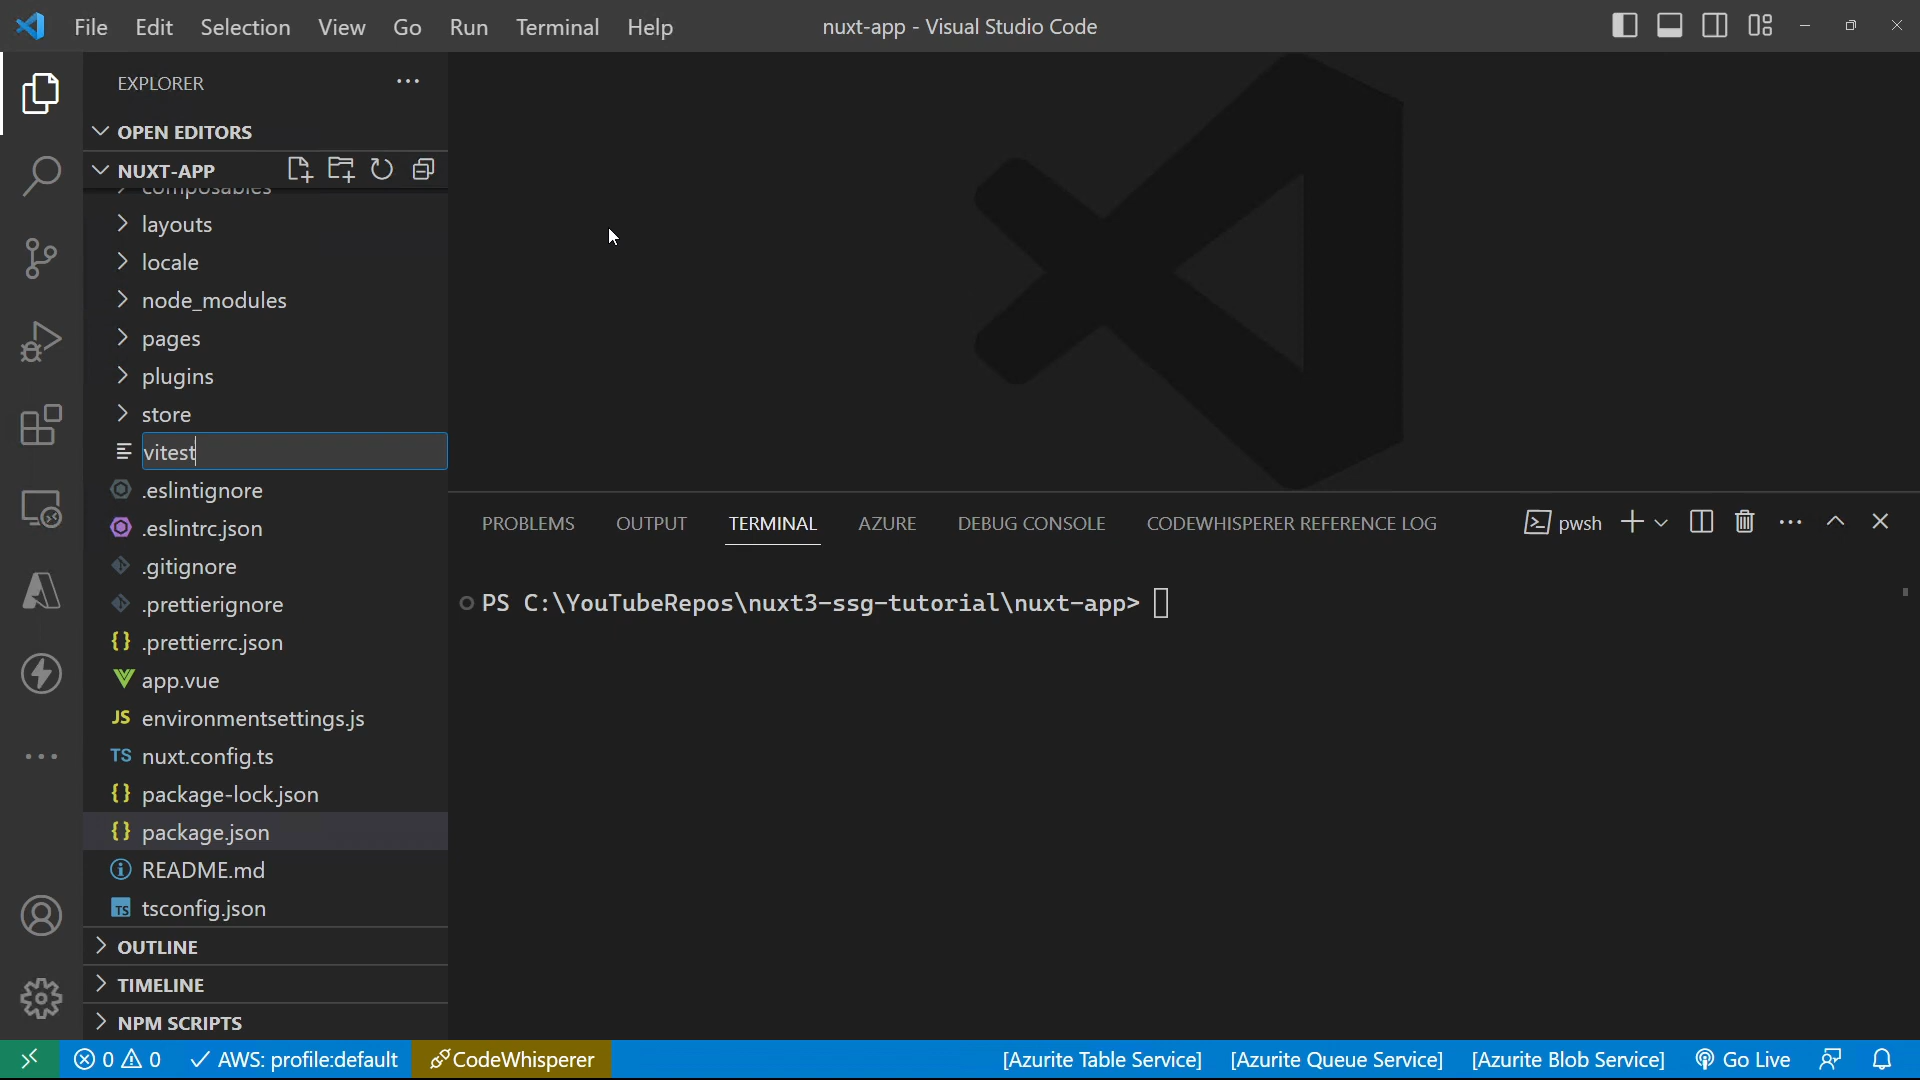 File Edit Selection View Go Run Terminal Help
nuxt-app - Visual Studio Code
EXPLORER
OPEN EDITORS
NUXT-APP
composables
layouts
locale
node_modules
pages
plugins
store
vitest
.eslintignore
.eslintrc.json
.gitignore
.prettierignore
{} .prettierrc.json
app.vue
JS environmentsettings.js
TS nuxt.config.ts
{} package-lock.json
{} package.json
README.md
TS tsconfig.json
OUTLINE
TIMELINE
NPM SCRIPTS
PROBLEMS OUTPUT TERMINAL AZURE DEBUG CONSOLE CODEWHISPERER REFERENCE LOG
pwsh
PS C:\YouTubeRepos\nuxt3-ssg-tutorial\nuxt-app>
0 0 AWS: profile:default CodeWhisperer [Azurite Table Service] [Azurite Queue Service] [Azurite Blob Service] Go Live